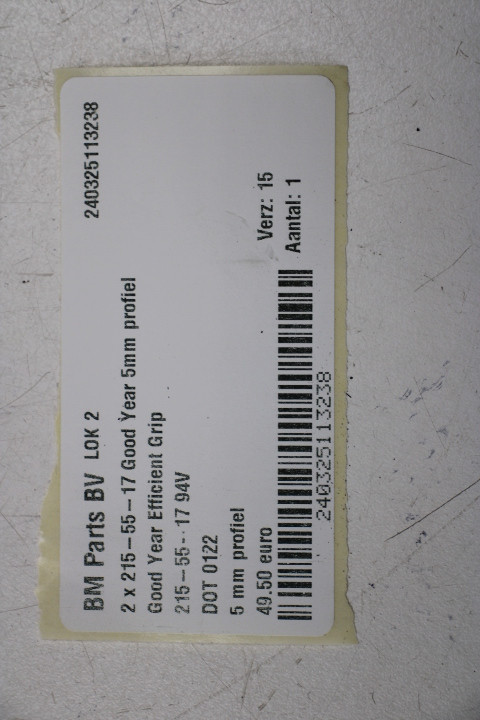 BM Parts BV LOK 2 240325113238
2 x 215-55-17 Good Year 5mm profiel
Good Year Efficient Grip
215-55-17 94V
DOT 0122
5 mm profiel
49.50 euro
Verz: 15
Aantal: 1
240325113238